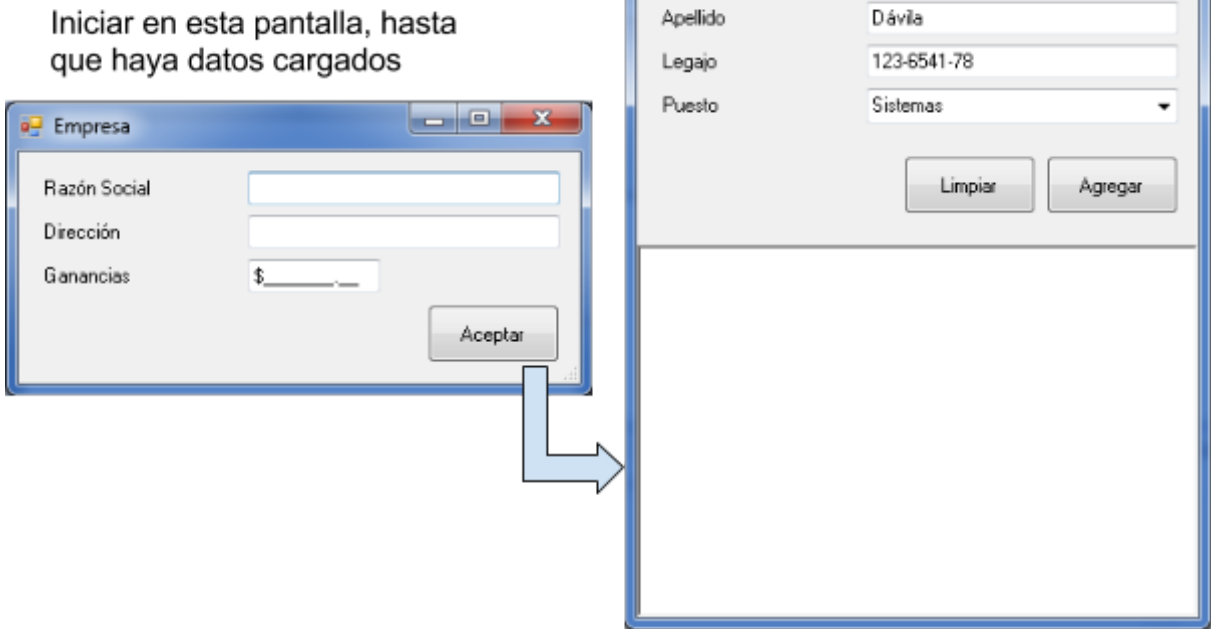 Iniciar en esta pantalla, hasta
que haya datos cargados
Empresa
Razón Social
Dirección
Ganancias
$_______.__
Aceptar
Apellido
Dávila
Legajo
123-6541-78
Puesto
Sistemas
Limpiar
Agregar